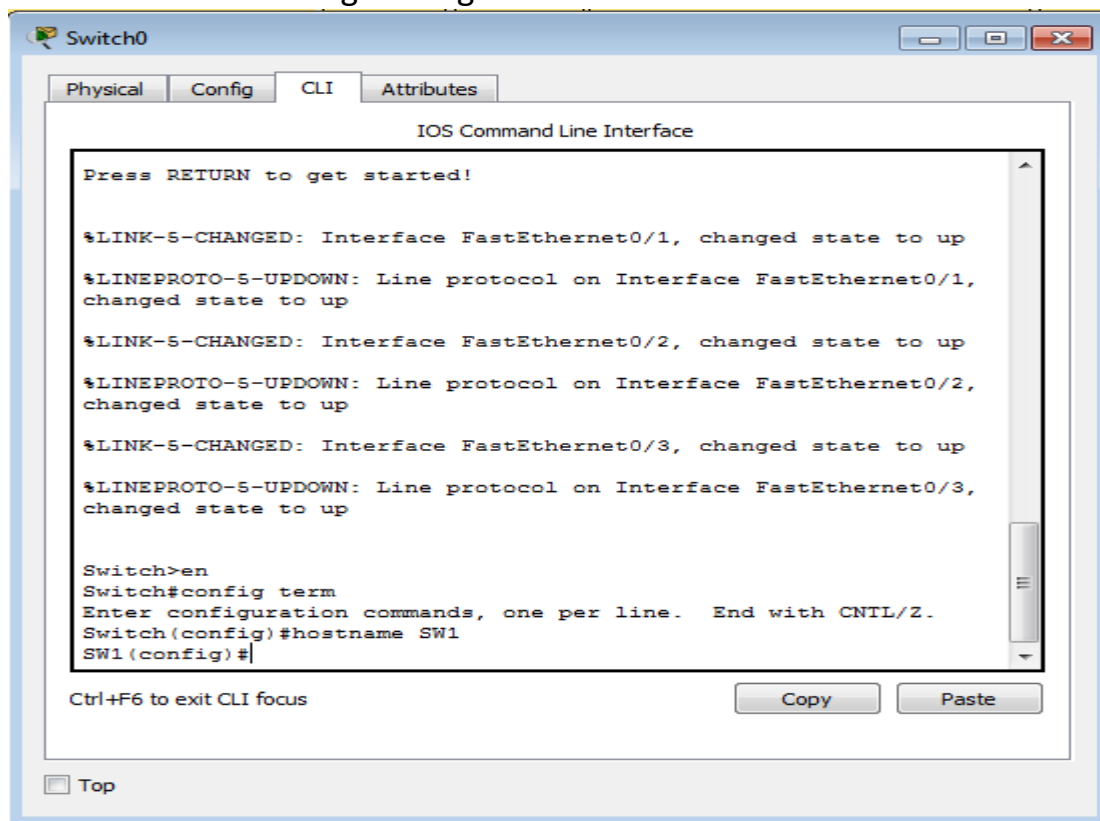 Switch0
Physical Config CLI Attributes
IOS Command Line Interface
Press RETURN to get started!
%LINK-5-CHANGED: Interface FastEthernet0/1, changed state to up
%LINEPROTO-5-UPDOWN: Line protocol on Interface FastEthernet0/1,
changed state to up
%LINK-5-CHANGED: Interface FastEthernet0/2, changed state to up
%LINEPROTO-5-UPDOWN: Line protocol on Interface FastEthernet0/2,
changed state to up
%LINK-5-CHANGED: Interface FastEthernet0/3, changed state to up
%LINEPROTO-5-UPDOWN: Line protocol on Interface FastEthernet0/3,
changed state to up
Switch>en
Switch#config term
Enter configuration commands, one per line.  End with CNTL/Z.
Switch(config)#hostname SW1
SW1(config)#
Ctrl+F6 to exit CLI focus Copy Paste
Top